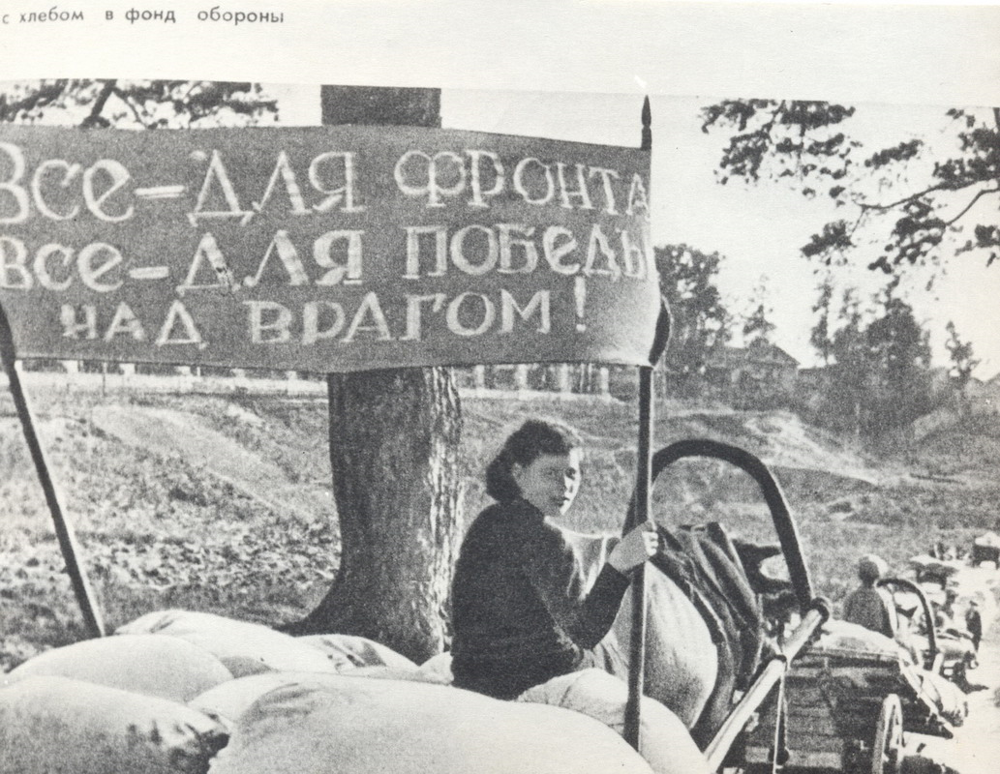 с хлебом в фонд обороны
Все-для фронта
все-для победы
над врагом!